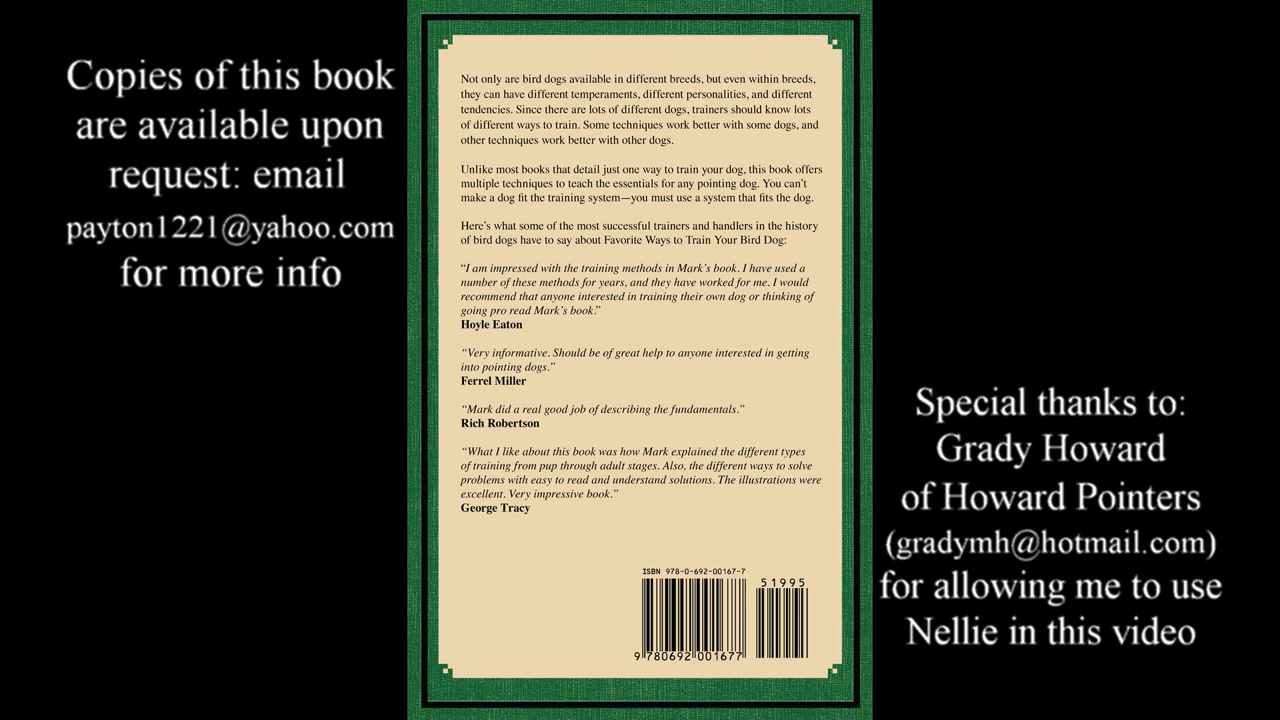 Copies of this book
are available upon
request: email
payton1221@yahoo.com
for more info
Not only are bird dogs available in different breeds, but even within breeds,
they can have different temperaments, different personalities, and different
tendencies. Since there are lots of different dogs, trainers should know lots
of different ways to train. Some techniques work better with some dogs, and
other techniques work better with other dogs.
Unlike most books that detail just one way to train your dog, this book offers
multiple techniques to teach the essentials for any pointing dog. You can't
make a dog fit the training system—you must use a system that fits the dog.
Here's what some of the most successful trainers and handlers in the history
of bird dogs have to say about Favorite Ways to Train Your Bird Dog:
“I am impressed with the training methods in Mark's book. I have used a
number of these methods for years, and they have worked for me. I would
recommend that anyone interested in training their own dog or thinking of
going pro read Mark's book.”
Hoyle Eaton
“Very informative. Should be of great help to anyone interested in getting
into pointing dogs.”
Ferrel Miller
“Mark did a real good job of describing the fundamentals.”
Rich Robertson
“What I like about this book was how Mark explained the different types
of training from pup through adult stages. Also, the different ways to solve
problems with easy to read and understand solutions. The illustrations were
excellent. Very impressive book.”
George Tracy
ISBN 978-0-692-00167-7
51995
9 780692 001677
Special thanks to:
Grady Howard
of Howard Pointers
(gradymh@hotmail.com)
for allowing me to use
Nellie in this video